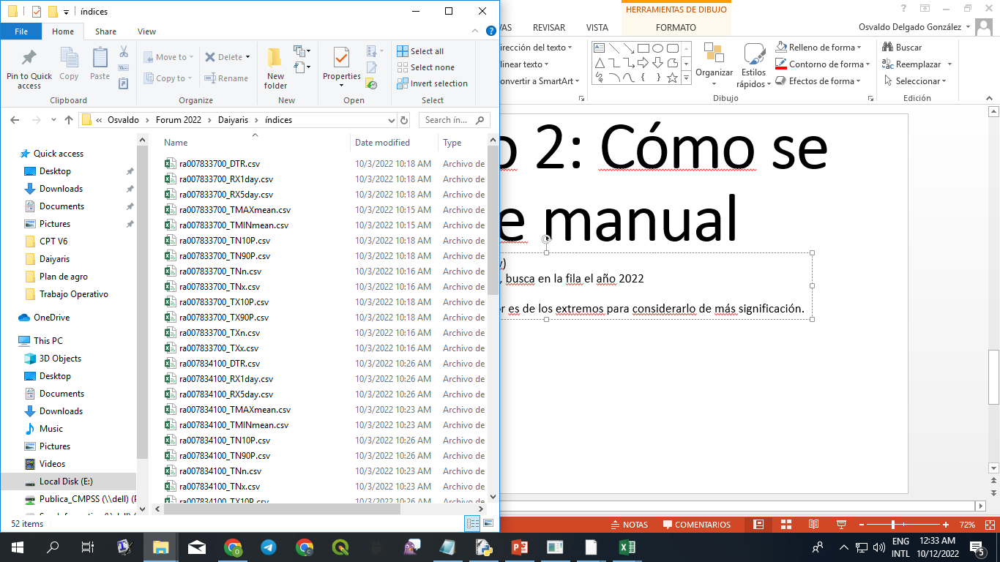 índices
File Home Share View
Pin to Quick access
Copy
Paste
Clipboard
Move to
Copy to
Delete
Rename
Organize
New folder
New
Properties
Open
Select all
Select none
Invert selection
Select
« Osvaldo > Forum 2022 > Daiyaris > índices
Search ín...
Quick access
Desktop
Downloads
Documents
Pictures
CPT V6
Daiyaris
Plan de agro
Trabajo Operativo
OneDrive
This PC
3D Objects
Desktop
Documents
Downloads
Music
Pictures
Videos
Local Disk (E:)
Publica_CMPSS (\\dell) (
Name Date modified Type
ra007833700_DTR.csv 10/3/2022 10:18 AM Archivo de
ra007833700_RX1day.csv 10/3/2022 10:18 AM Archivo de
ra007833700_RX5day.csv 10/3/2022 10:18 AM Archivo de
ra007833700_TMAXmean.csv 10/3/2022 10:15 AM Archivo de
ra007833700_TMINmean.csv 10/3/2022 10:15 AM Archivo de
ra007833700_TN10P.csv 10/3/2022 10:18 AM Archivo de
ra007833700_TN90P.csv 10/3/2022 10:18 AM Archivo de
ra007833700_TNn.csv 10/3/2022 10:16 AM Archivo de
ra007833700_TNx.csv 10/3/2022 10:16 AM Archivo de
ra007833700_TX10P.csv 10/3/2022 10:18 AM Archivo de
ra007833700_TX90P.csv 10/3/2022 10:18 AM Archivo de
ra007833700_TXn.csv 10/3/2022 10:16 AM Archivo de
ra007833700_TXx.csv 10/3/2022 10:16 AM Archivo de
ra007834100_DTR.csv 10/3/2022 10:26 AM Archivo de
ra007834100_RX1day.csv 10/3/2022 10:26 AM Archivo de
ra007834100_RX5day.csv 10/3/2022 10:26 AM Archivo de
ra007834100_TMAXmean.csv 10/3/2022 10:23 AM Archivo de
ra007834100_TMINmean.csv 10/3/2022 10:23 AM Archivo de
ra007834100_TN10P.csv 10/3/2022 10:26 AM Archivo de
ra007834100_TN90P.csv 10/3/2022 10:26 AM Archivo de
ra007834100_TNn.csv 10/3/2022 10:23 AM Archivo de
ra007834100_TNx.csv 10/3/2022 10:23 AM Archivo de
ra007834100_TX10P.csv 10/3/2022 10:26 AM Archivo de
52 items
HERRAMIENTAS DE DIBUJO
VAS REVISAR VISTA FORMATO
Osvaldo Delgado González
irección del texto
linear texto
onvertir a SmartArt
Organizar
Estilos rápidos
Relleno de forma
Contorno de forma
Efectos de forma
Dibujo
Buscar
Reemplazar
Seleccionar
Edición
o 2: Cómo se
e manual
y)
, busca en la fila el año 2022
or es de los extremos para considerarlo de más significación.
NOTAS COMENTARIOS 72%
ENG
INTL
12:33 AM
10/12/2022
5